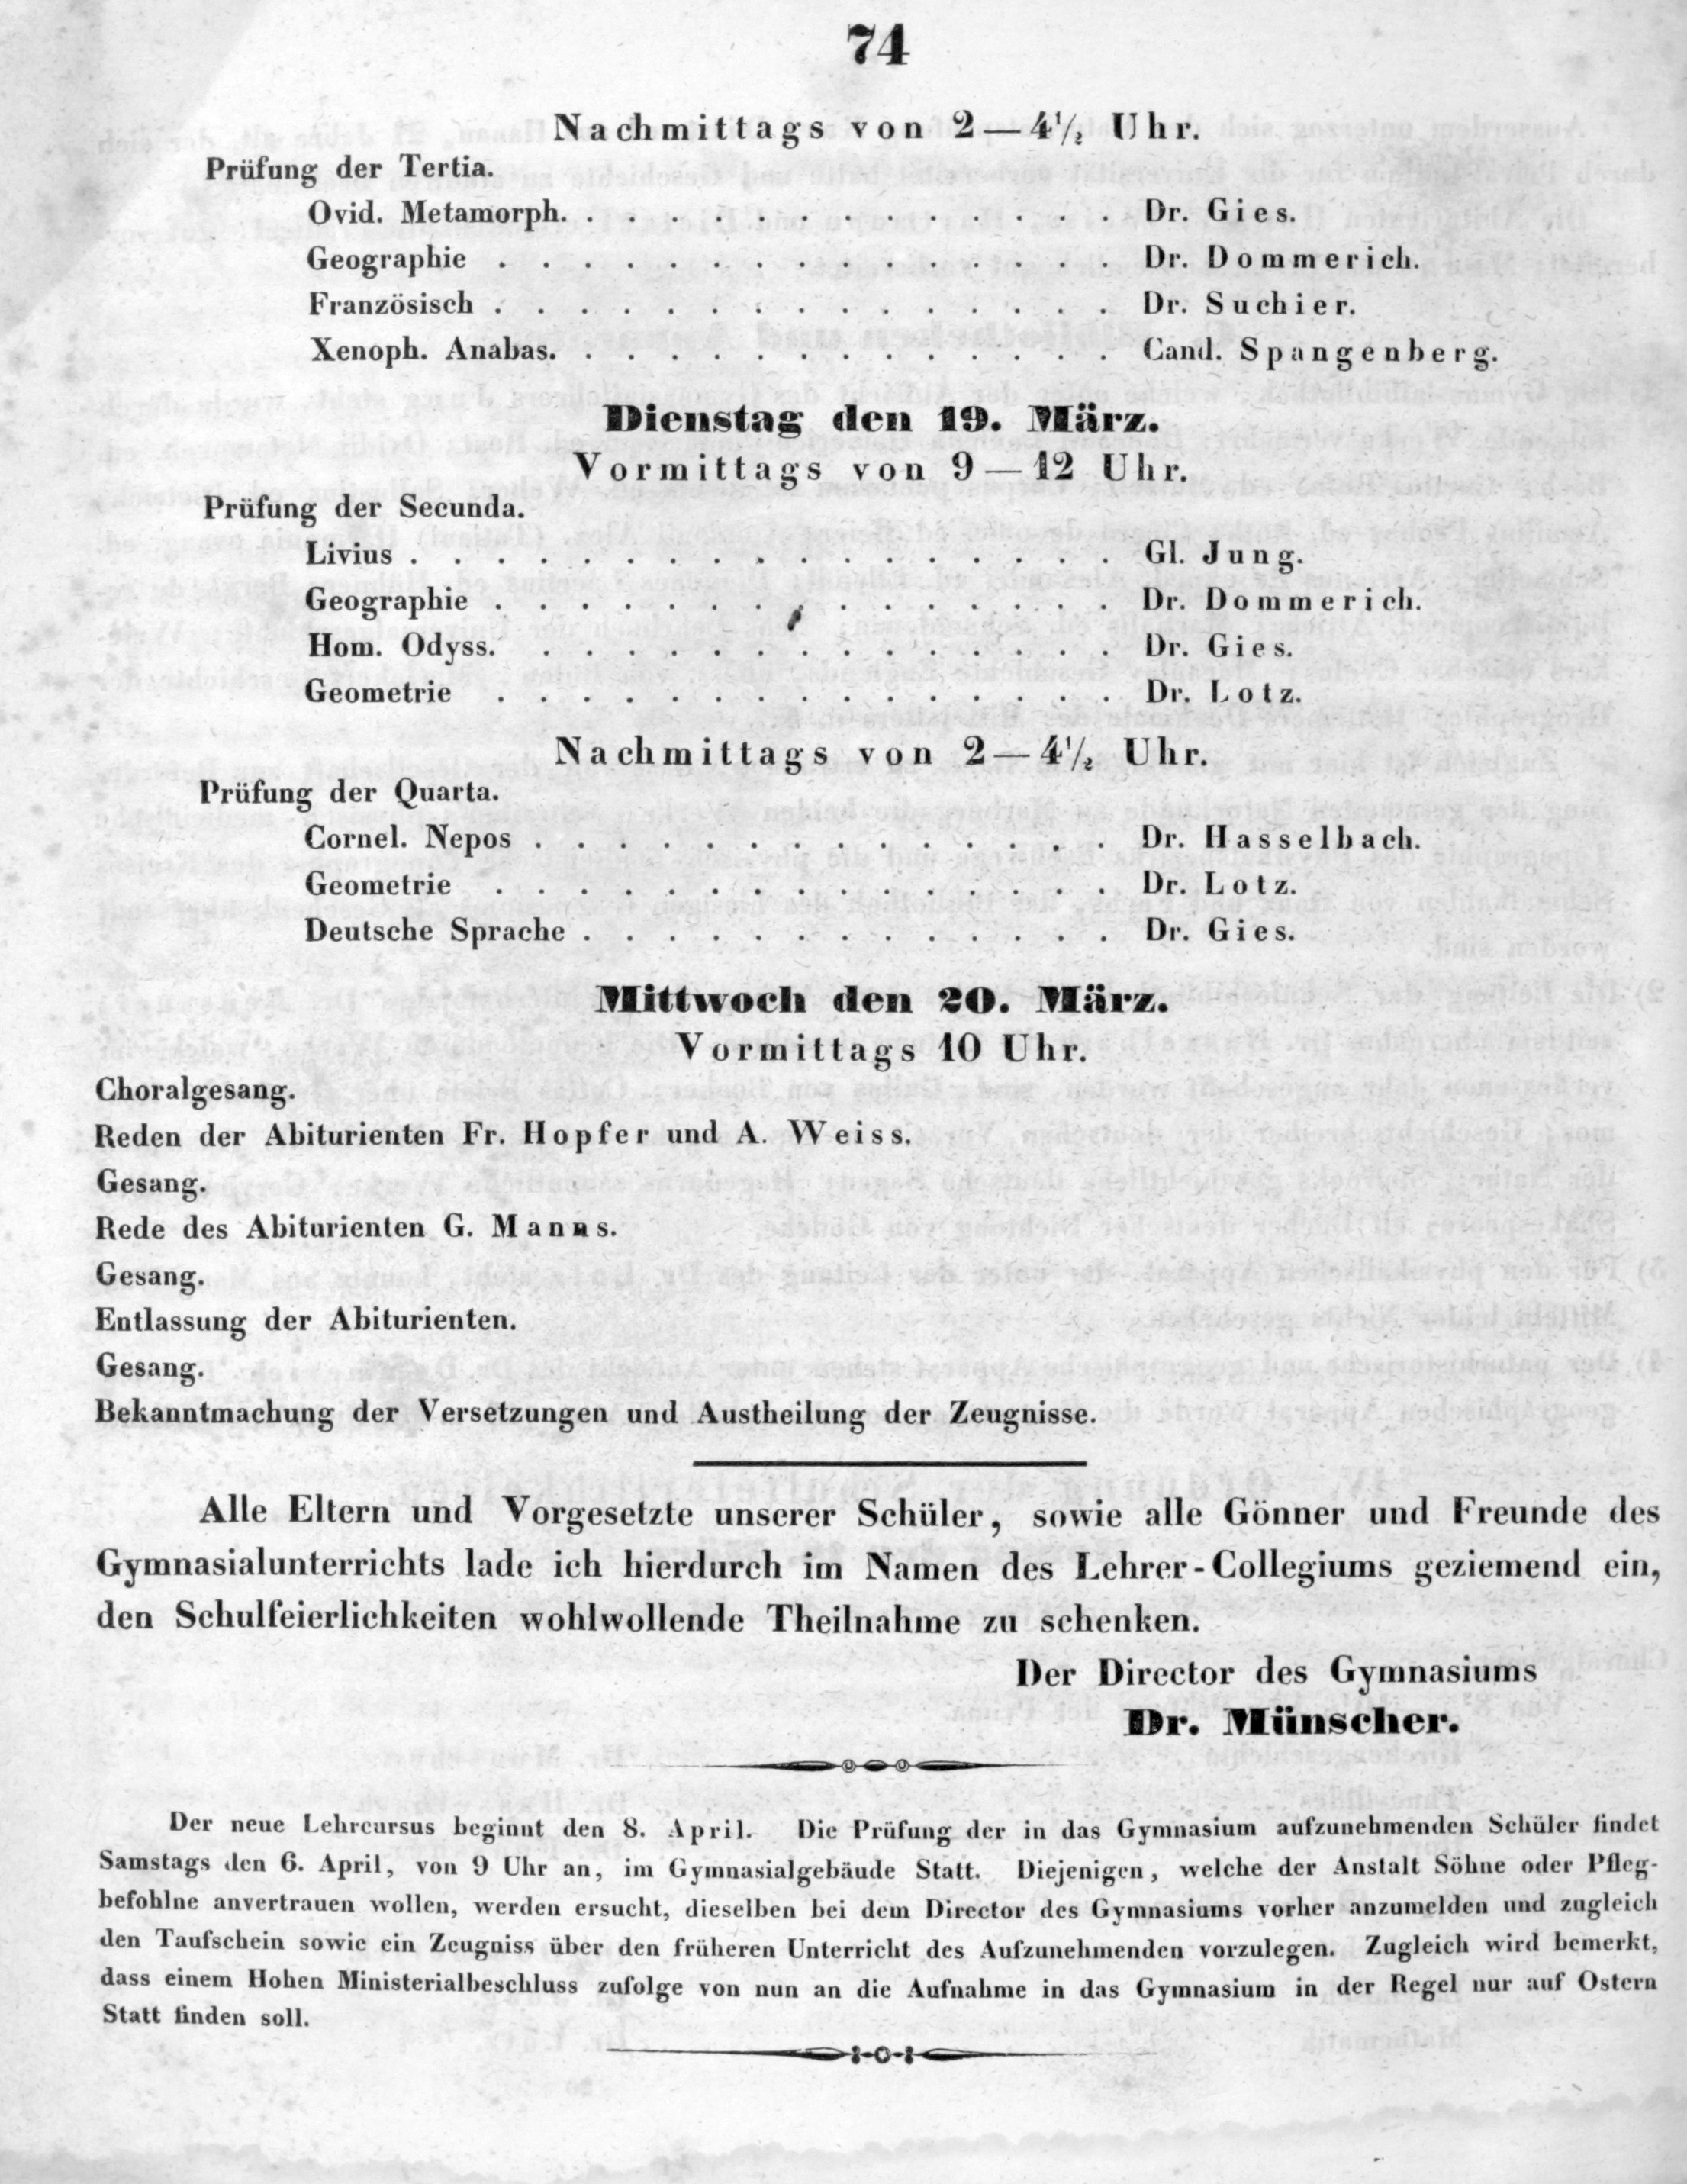 74
Nachmittags von 2—4½ Uhr.
Prüfung der Tertia.
Ovid. Metamorph. . . . . . . . . . . . . . Dr. Gies.
Geographie . . . . . . . . . . . . . . . Dr. Dommerich.
Französisch . . . . . . . . . . . . . . . Dr. Suchier.
Xenoph. Anabas. . . . . . . . . . . . . . Cand. Spangenberg.
Dienstag den 19. März.
Vormittags von 9—12 Uhr.
Prüfung der Secunda.
Livius . . . . . . . . . . . . . . . . . Gl. Jung.
Geographie . . . . . . . . . . . . . . . Dr. Dommerich.
Hom. Odyss. . . . . . . . . . . . . . . Dr. Gies.
Geometrie . . . . . . . . . . . . . . . Dr. Lotz.
Nachmittags von 2—4½ Uhr.
Prüfung der Quarta.
Cornel. Nepos . . . . . . . . . . . . . . Dr. Hasselbach.
Geometrie . . . . . . . . . . . . . . . Dr. Lotz.
Deutsche Sprache . . . . . . . . . . . . . Dr. Gies.
Mittwoch den 20. März.
Vormittags 10 Uhr.
Choralgesang.
Reden der Abiturienten Fr. Hopfer und A. Weiss.
Gesang.
Rede des Abiturienten G. Manns.
Gesang.
Entlassung der Abiturienten.
Gesang.
Bekanntmachung der Versetzungen und Austheilung der Zeugnisse.
Alle Eltern und Vorgesetzte unserer Schüler, sowie alle Gönner und Freunde des
Gymnasialunterrichts lade ich hierdurch im Namen des Lehrer-Collegiums geziemend ein,
den Schulfeierlichkeiten wohlwollende Theilnahme zu schenken.
Der Director des Gymnasiums
Dr. Münscher.
Der neue Lehrcursus beginnt den 8. April. Die Prüfung der in das Gymnasium aufzunehmenden Schüler findet
Samstags den 6. April, von 9 Uhr an, im Gymnasialgebäude Statt. Diejenigen, welche der Anstalt Söhne oder Pfleg-
befohlne anvertrauen wollen, werden ersucht, dieselben bei dem Director des Gymnasiums vorher anzumelden und zugleich
den Taufschein sowie ein Zeugniss über den früheren Unterricht des Aufzunehmenden vorzulegen. Zugleich wird bemerkt,
dass einem Hohen Ministerialbeschluss zufolge von nun an die Aufnahme in das Gymnasium in der Regel nur auf Ostern
Statt finden soll.